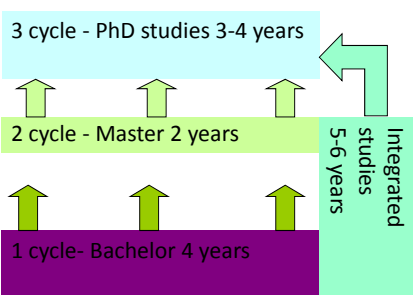 3 cycle - PhD studies 3-4 years
2 cycle - Master 2 years
1 cycle- Bachelor 4 years
Integrated
studies
5-6 years